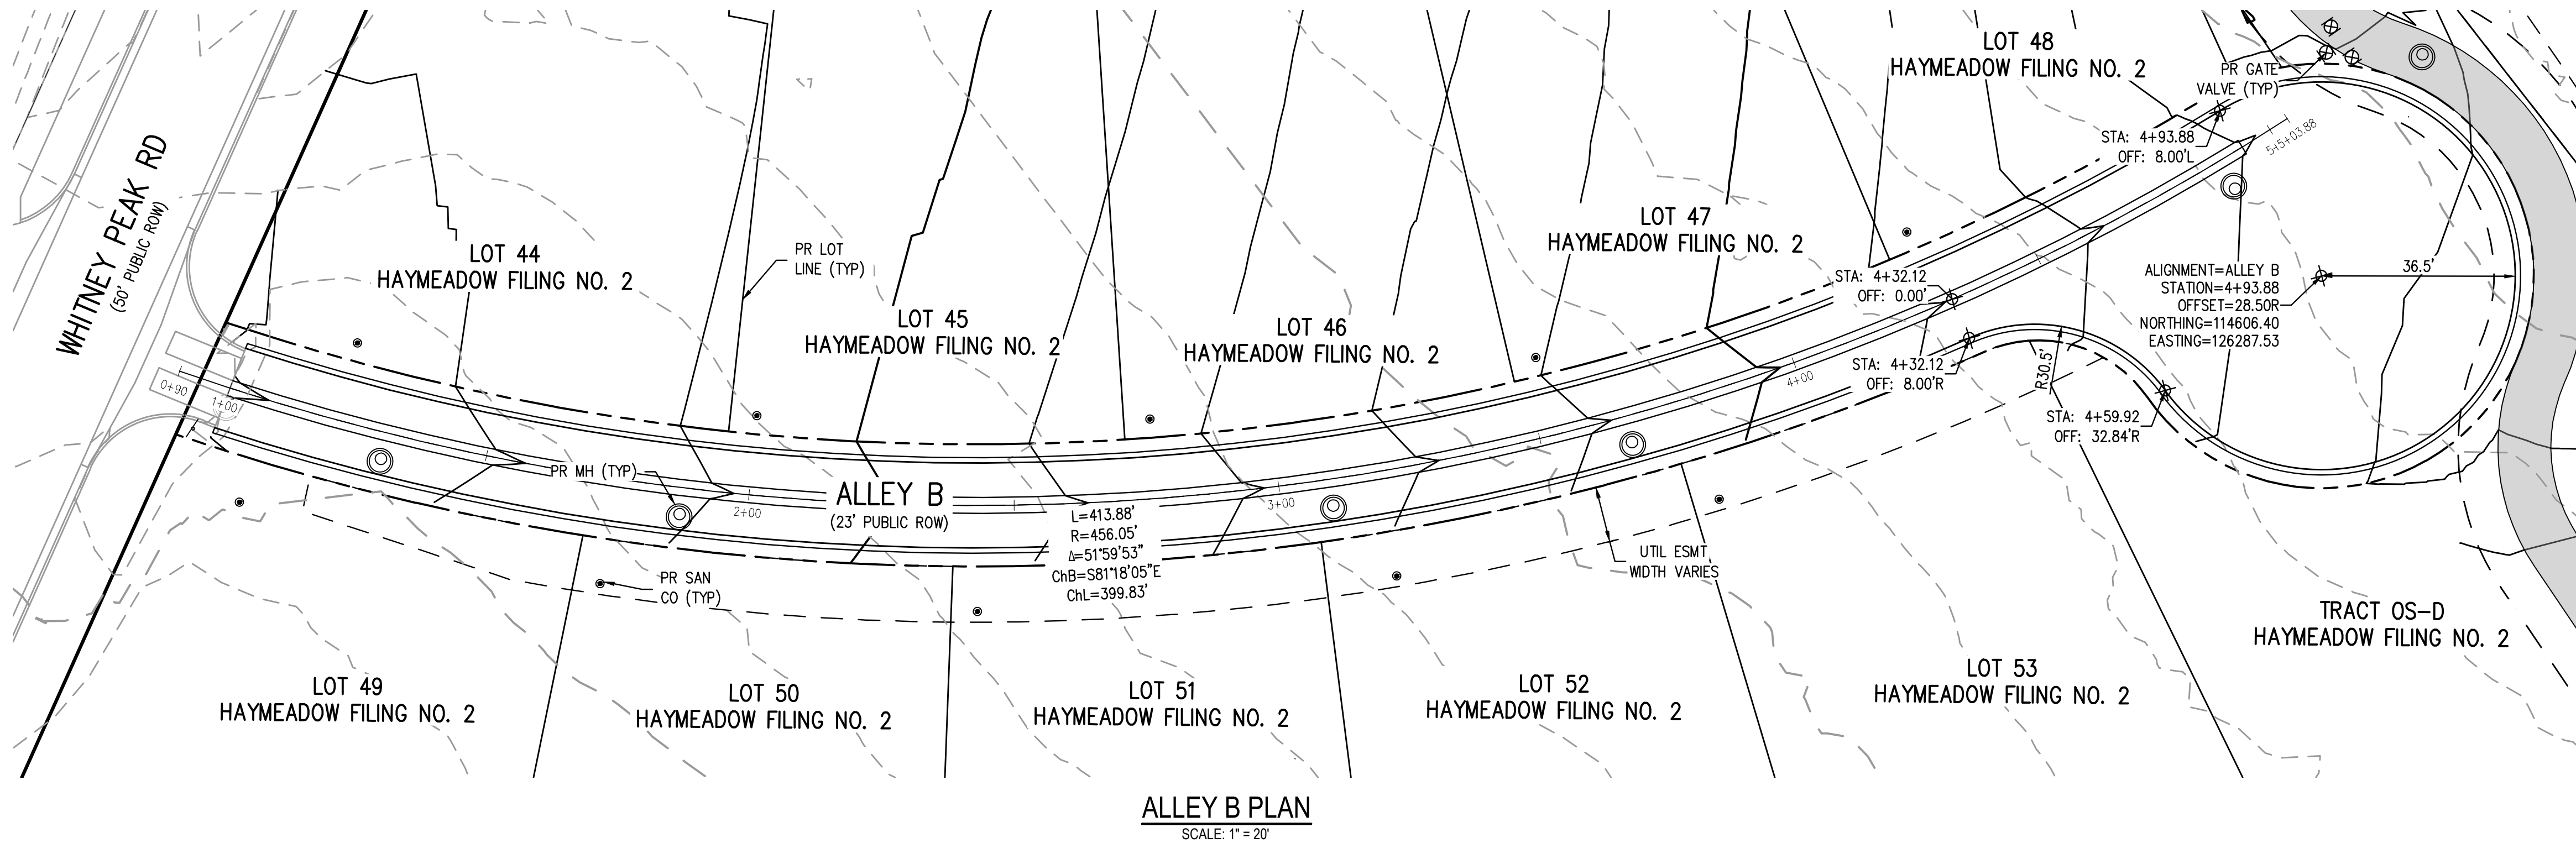 LOT 48
HAYMEADOW FILING NO. 2
PR GATE
VALVE (TYP)
STA: 4+93.88
OFF: 8.00'L
5+5+03.88
WHITNEY PEAK RD
(50' PUBLIC ROW)
LOT 44
HAYMEADOW FILING NO. 2
PR LOT
LINE (TYP)
LOT 45
HAYMEADOW FILING NO. 2
LOT 46
HAYMEADOW FILING NO. 2
LOT 47
HAYMEADOW FILING NO. 2
STA: 4+32.12
OFF: 0.00'
ALIGNMENT=ALLEY B
STATION=4+93.88
OFFSET=28.50R
NORTHING=114606.40
EASTING=126287.53
36.5'
STA: 4+32.12
OFF: 8.00'R
R30.5'
STA: 4+59.92
OFF: 32.84'R
0+90
1+00
PR MH (TYP)
2+00
ALLEY B
(23' PUBLIC ROW)
3+00
4+00
L=413.88'
R=456.05'
Δ=51°59'53"
ChB=S81°18'05"E
ChL=399.83'
UTIL ESMT
WIDTH VARIES
PR SAN
CO (TYP)
LOT 49
HAYMEADOW FILING NO. 2
LOT 50
HAYMEADOW FILING NO. 2
LOT 51
HAYMEADOW FILING NO. 2
LOT 52
HAYMEADOW FILING NO. 2
LOT 53
HAYMEADOW FILING NO. 2
TRACT OS-D
HAYMEADOW FILING NO. 2
ALLEY B PLAN
SCALE: 1" = 20'